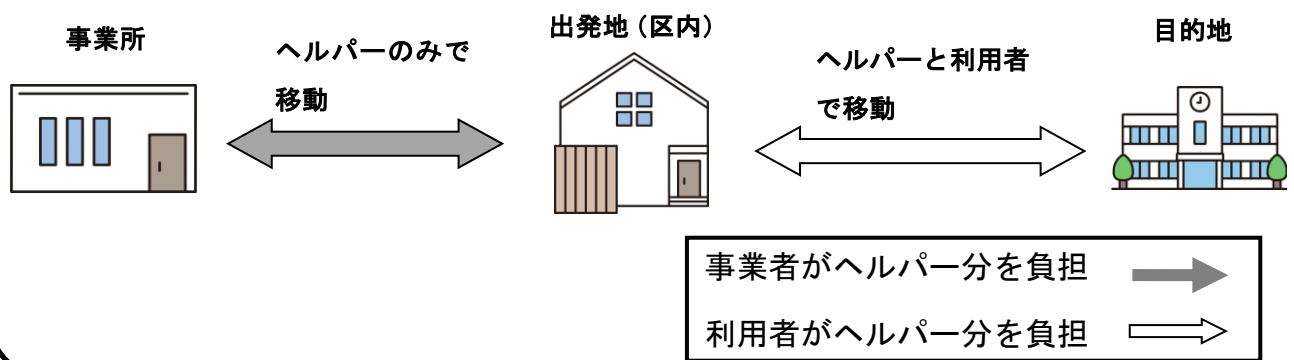 事業所
ヘルパーのみで
移動
出発地（区内）
ヘルパーと利用者
で移動
目的地
事業者がヘルパー分を負担
利用者がヘルパー分を負担